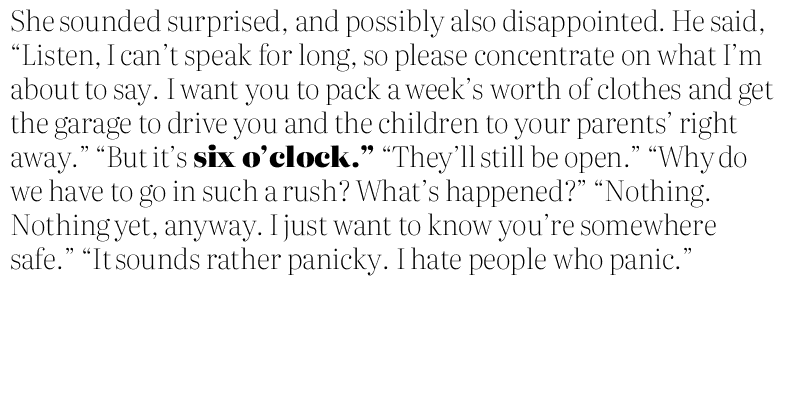 She sounded surprised, and possibly also disappointed. He said,
“Listen, I can’t speak for long, so please concentrate on what I’m
about to say. I want you to pack a week’s worth of clothes and get
the garage to drive you and the children to your parents’ right
away.” “But it’s six o’clock.” “They’ll still be open.” “Why do
we have to go in such a rush? What’s happened?” “Nothing.
Nothing yet, anyway. I just want to know you’re somewhere
safe.” “It sounds rather panicky. I hate people who panic.”